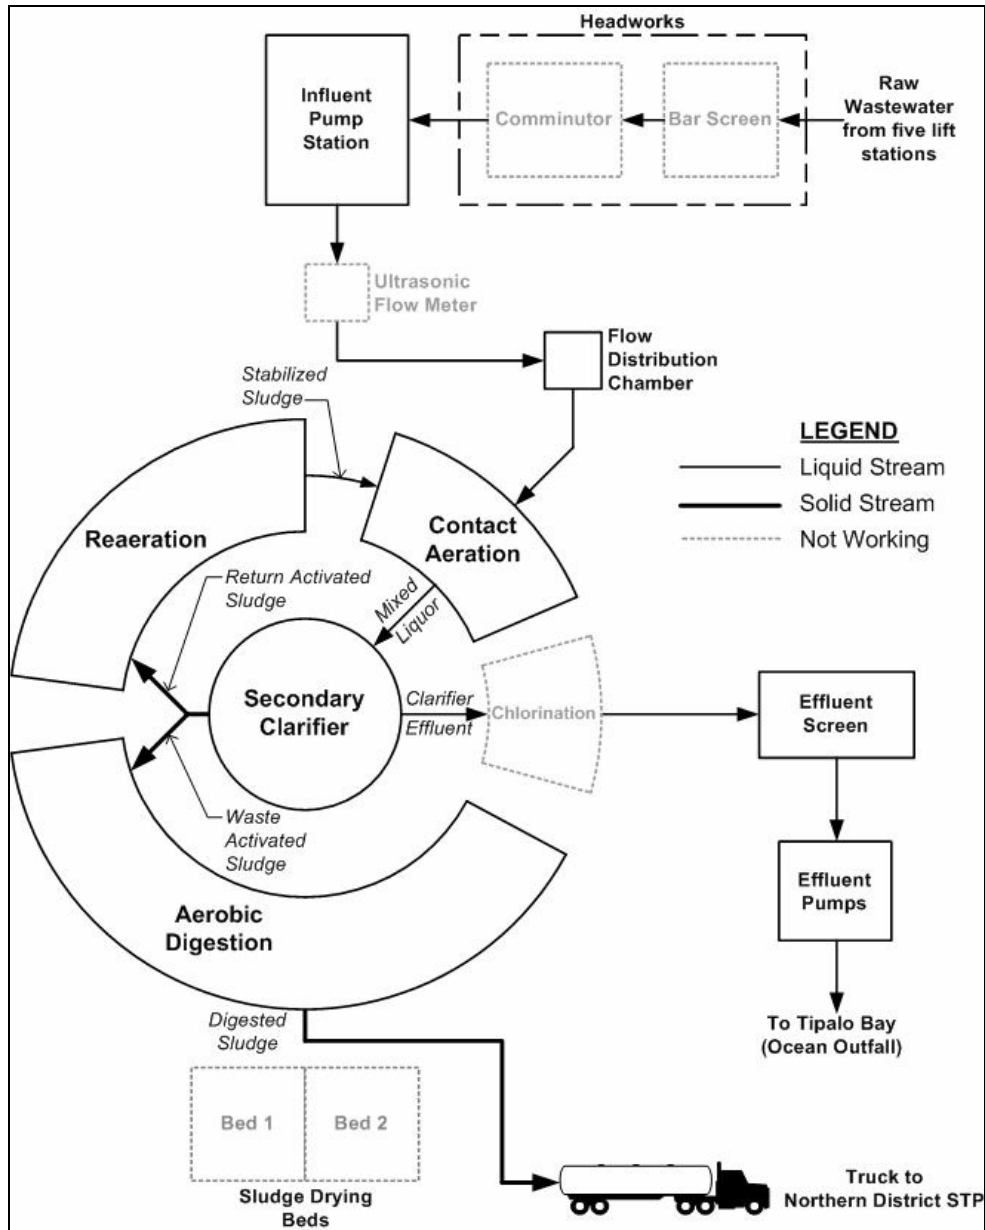 Headworks
Influent
Pump
Station
Comminutor
Bar Screen
Raw
Wastewater
from five lift
stations
Ultrasonic
Flow Meter
Flow
Distribution
Chamber
Stabilized
Sludge
LEGEND
Liquid Stream
Solid Stream
Not Working
Reaeration
Contact
Aeration
Return Activated
Sludge
Mixed
Liquor
Secondary
Clarifier
Clarifier
Effluent
Chlorination
Effluent
Screen
Waste
Activated
Sludge
Effluent
Pumps
Aerobic
Digestion
Digested
Sludge
To Tipalo Bay
(Ocean Outfall)
Bed 1
Bed 2
Sludge Drying
Beds
Truck to
Northern District STP